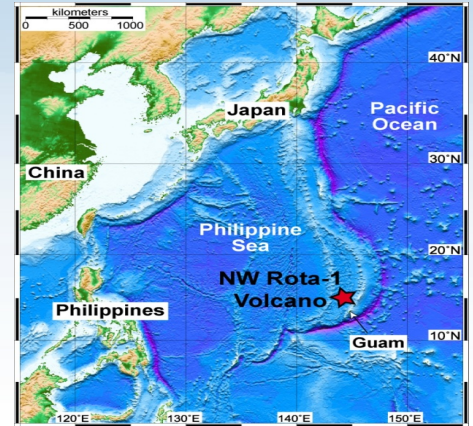 kilometers
0 500 1000
40°N
Japan
Pacific
Ocean
30°N
China
Philippine
Sea
20°N
NW Rota-1
Volcano
Philippines
Guam
10°N
120°E 130°E 140°E 150°E